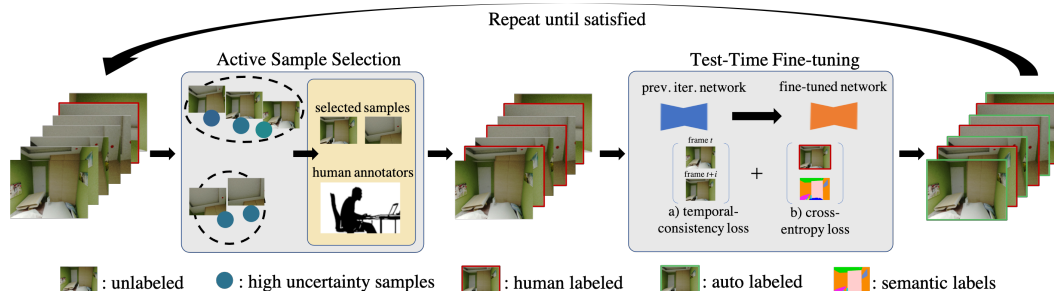 Repeat until satisfied
Active Sample Selection
selected samples
human annotators
Test-Time Fine-tuning
prev. iter. network
fine-tuned network
frame t
frame t+i
+
a) temporal-
consistency loss
b) cross-
entropy loss
: unlabeled
: high uncertainty samples
: human labeled
: auto labeled
: semantic labels